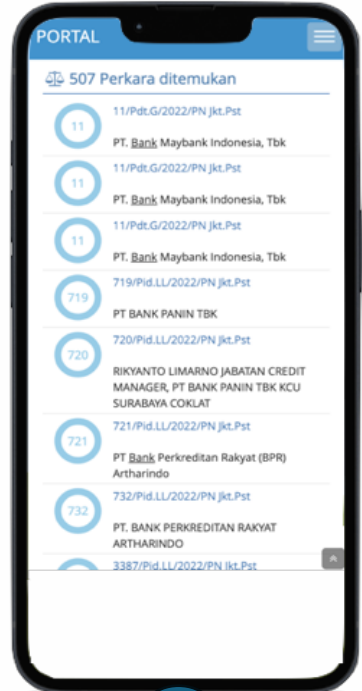 PORTAL
507 Perkara ditemukan
11
11/Pdt.G/2022/PN Jkt.Pst
PT. Bank Maybank Indonesia, Tbk
11
11/Pdt.G/2022/PN Jkt.Pst
PT. Bank Maybank Indonesia, Tbk
11
11/Pdt.G/2022/PN Jkt.Pst
PT. Bank Maybank Indonesia, Tbk
719
719/Pid.LL/2022/PN Jkt.Pst
PT BANK PANIN TBK
720
720/Pid.LL/2022/PN Jkt.Pst
RIKYANTO LIMARNO JABATAN CREDIT
MANAGER, PT BANK PANIN TBK KCU
SURABAYA COKLAT
721
721/Pid.LL/2022/PN Jkt.Pst
PT Bank Perkreditan Rakyat (BPR)
Artharindo
732
732/Pid.LL/2022/PN Jkt.Pst
PT. BANK PERKREDITAN RAKYAT
ARTHARINDO
3387/Pid.LL/2022/PN Jkt.Pst